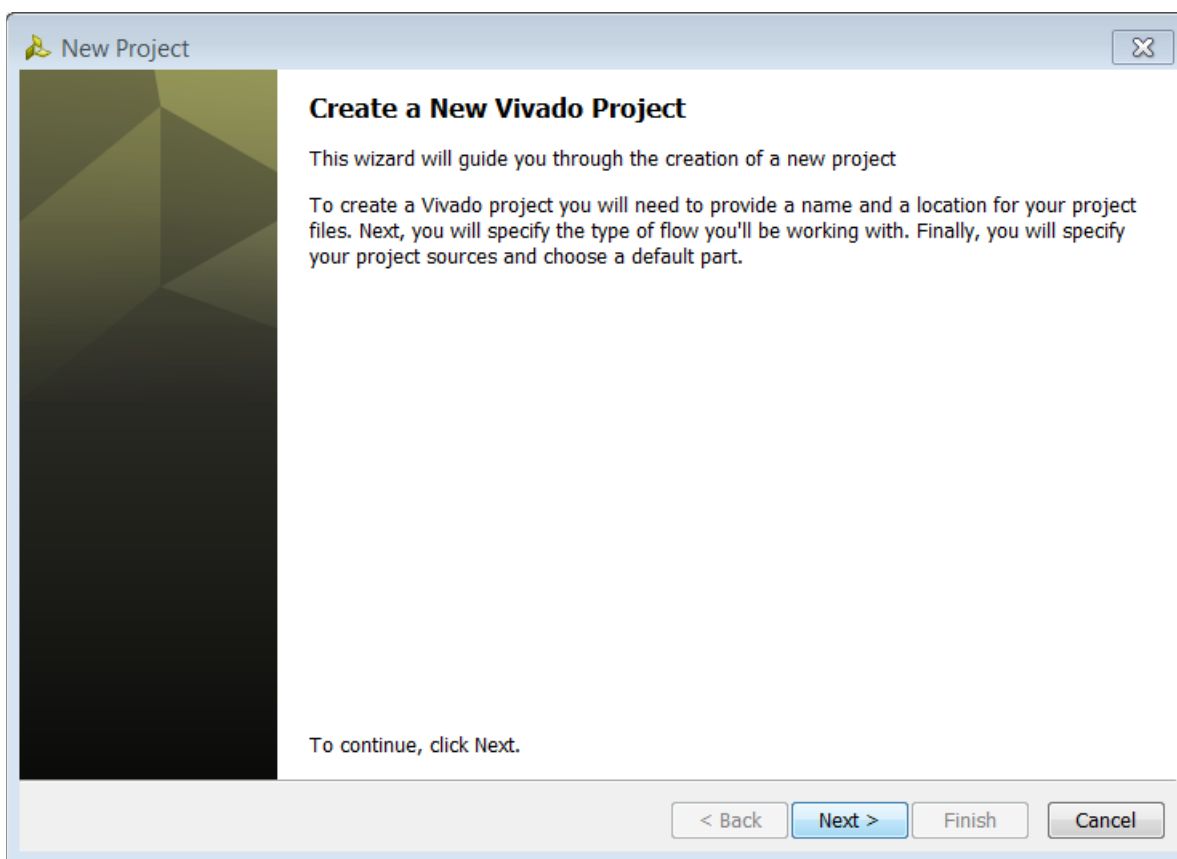 New Project
Create a New Vivado Project
This wizard will guide you through the creation of a new project
To create a Vivado project you will need to provide a name and a location for your project
files. Next, you will specify the type of flow you'll be working with. Finally, you will specify
your project sources and choose a default part.
To continue, click Next.
< Back Next > Finish Cancel